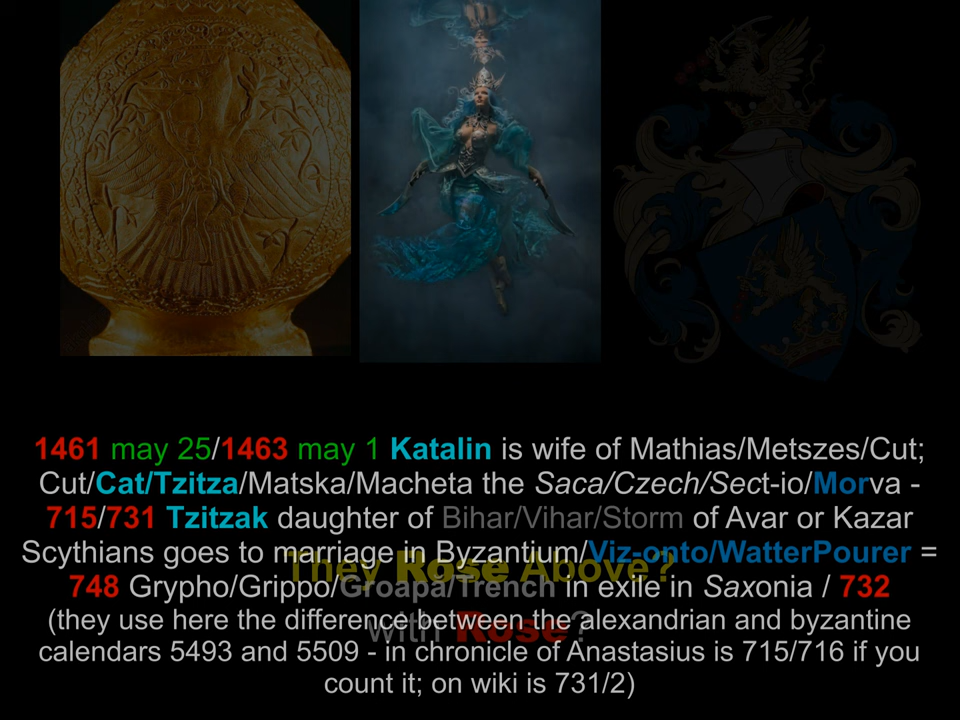 1461 may 25/1463 may 1 Katalin is wife of Mathias/Metszes/Cut;
Cut/Cat/Tzitza/Matska/Macheta the Saca/Czech/Sect-io/Morva -
715/731 Tzitzak daughter of Bihar/Vihar/Storm of Avar or Kazar
Scythians goes to marriage in Byzantium/Viz-onto/WatterPourer =
They Rose Above?
748 Grypho/Grippo/Groapa/Trench in exile in Saxonia / 732
(they use here the difference between the alexandrian and byzantine
with Rose?
calendars 5493 and 5509 - in chronicle of Anastasius is 715/716 if you
count it; on wiki is 731/2)